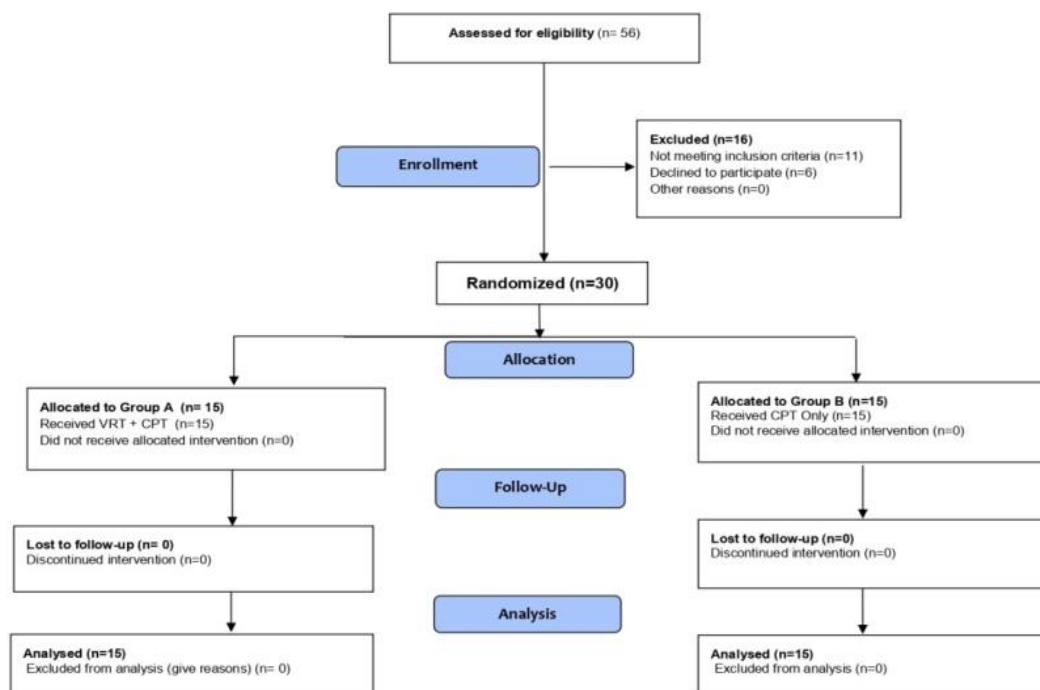 Assessed for eligibility (n= 56)
Enrollment
Excluded (n=16)
Not meeting inclusion criteria (n=11)
Declined to participate (n=6)
Other reasons (n=0)
Randomized (n=30)
Allocation
Allocated to Group A (n= 15)
Received VRT + CPT (n=15)
Did not receive allocated intervention (n=0)
Allocated to Group B (n=15)
Received CPT Only (n=15)
Did not receive allocated intervention (n=0)
Follow-Up
Lost to follow-up (n= 0)
Discontinued intervention (n=0)
Lost to follow-up (n=0)
Discontinued intervention (n=0)
Analysis
Analysed (n=15)
Excluded from analysis (give reasons) (n= 0)
Analysed (n=15)
Excluded from analysis (n=0)